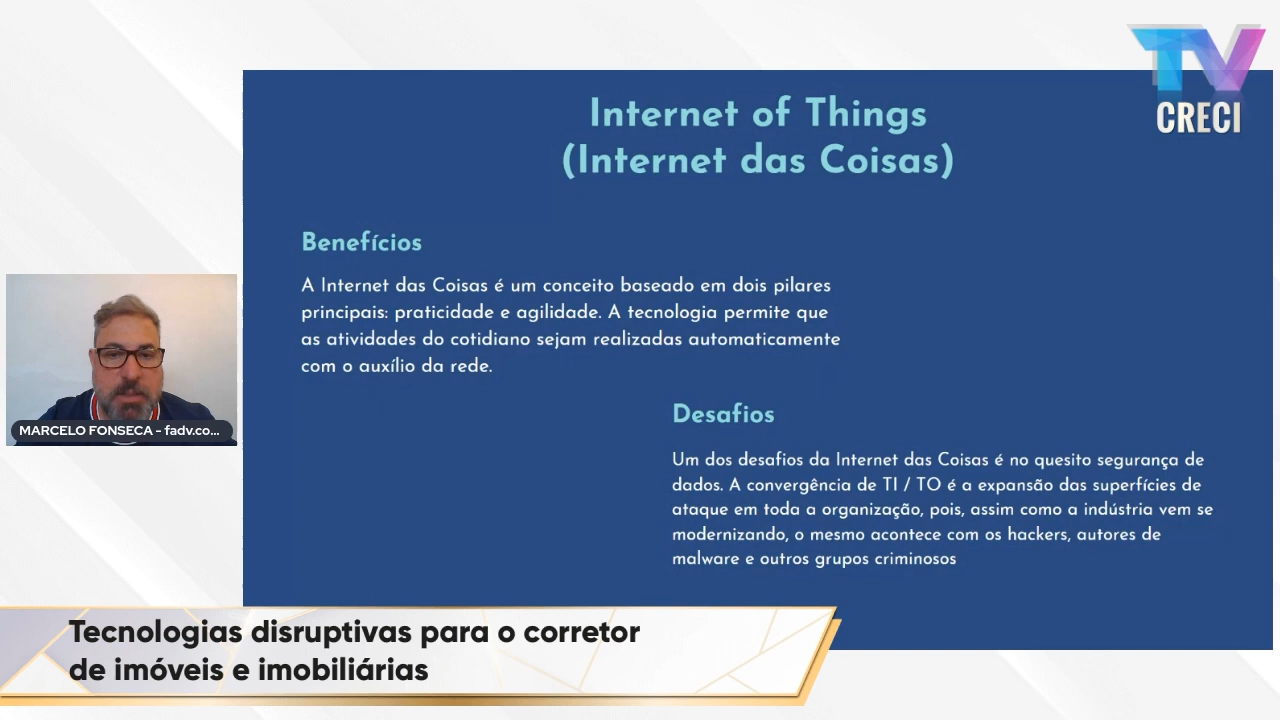 TV
CRECI
Internet of Things
(Internet das Coisas)
Benefícios
A Internet das Coisas é um conceito baseado em dois pilares
principais: praticidade e agilidade. A tecnologia permite que
as atividades do cotidiano sejam realizadas automaticamente
com o auxílio da rede.
Desafios
Um dos desafios da Internet das Coisas é no quesito segurança de
dados. A convergência de TI / TO é a expansão das superfícies de
ataque em toda a organização, pois, assim como a indústria vem se
modernizando, o mesmo acontece com os hackers, autores de
malware e outros grupos criminosos
MARCELO FONSECA - fadv.co...
Tecnologias disruptivas para o corretor
de imóveis e imobiliárias